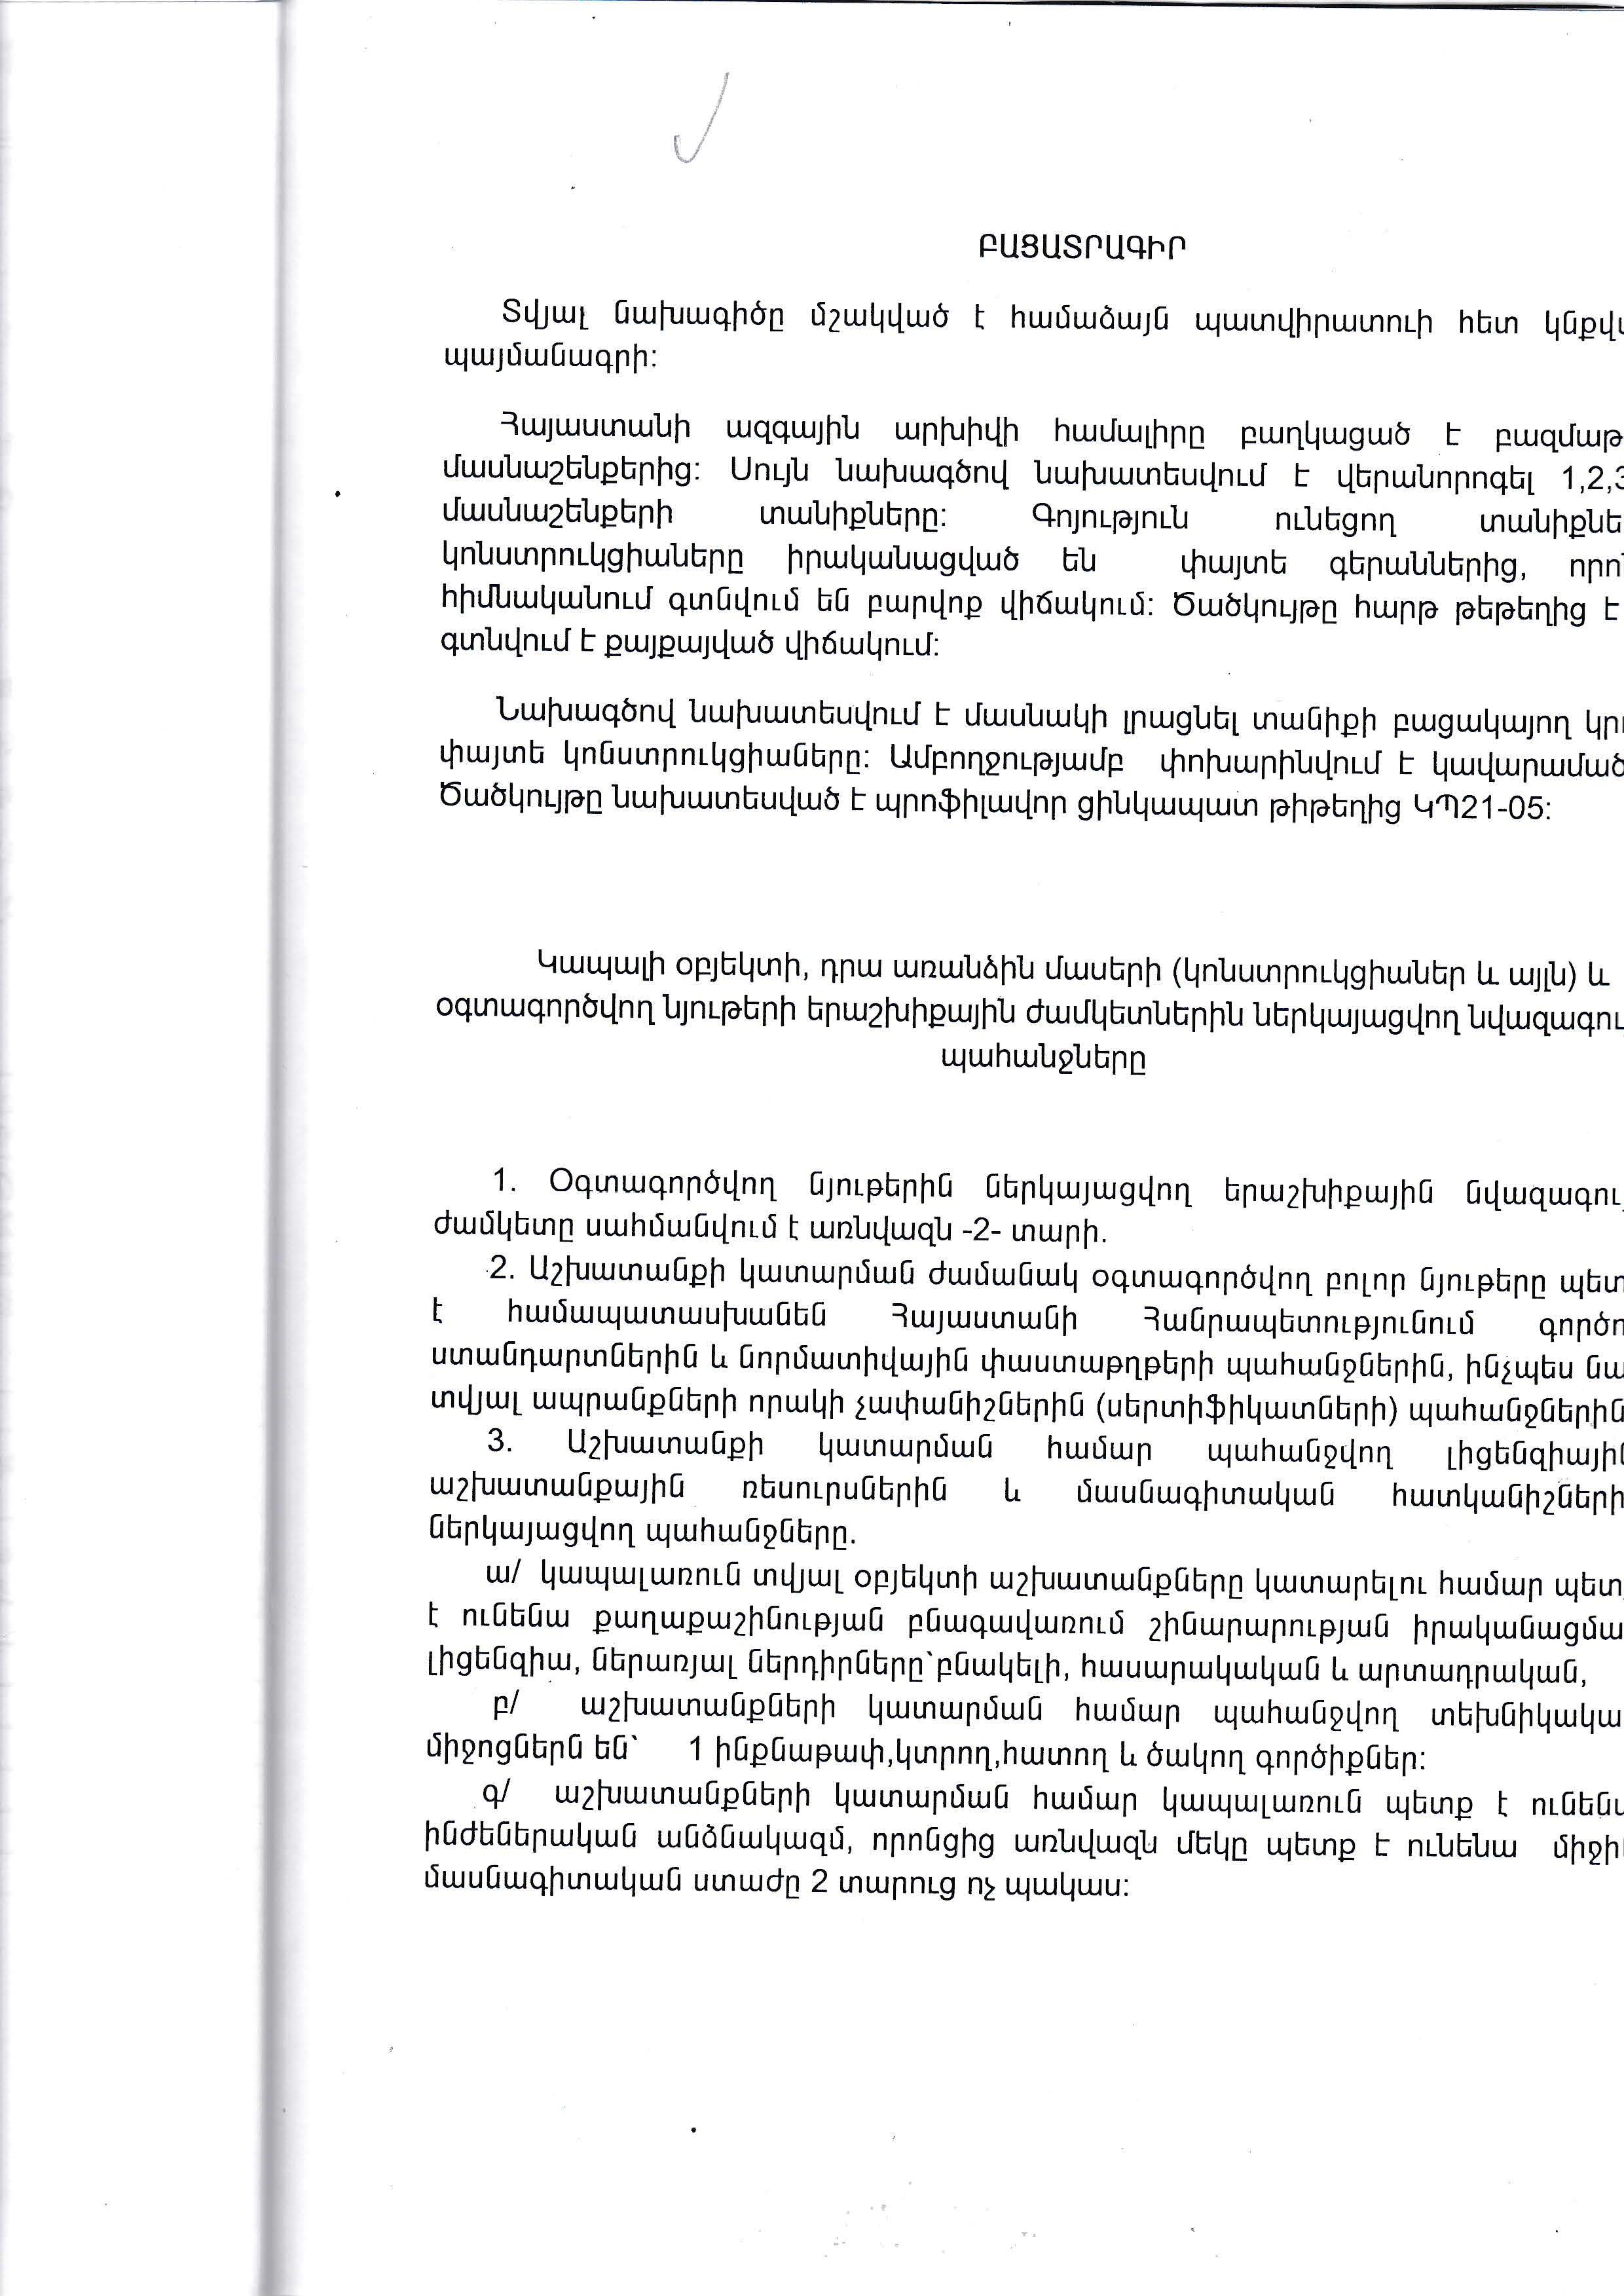 ԲԱՑԱՏՐԱԳԻՐ
Տվյալ նախագիծը մշակված է համաձայն պատվիրատուի հետ կնքվ
պայմանագրի:
Հայաստանի ազգային արխիվի համալիրը բաղկացած է բազմաթ
մասնաշենքերից: Սույն նախագծով նախատեսվում է վերանորոգել 1,2,3
մասնաշենքերի տանիքները: Գոյություն ունեցող տանիքնե
կոնստրուկցիաները իրականացված են փայտե գերաններից, որո
հիմնականում գտնվում են բարվոք վիճակում: Ծածկույթը հարթ թեթեղից է
գտնվում է քայքայված վիճակում:
Նախագծով նախատեսվում է մասնակի լրացնել տանիքի բացակայող կրո
փայտե կոնստրուկցիաները: Ամբողջությամբ փոխարինվում է կավարամած
Ծածկույթը նախատեսված է պրոֆիլավոր ցինկապատ թիթեղից ԿՊ21-05:
Կապալի օբյեկտի, դրա առանձին մասերի (կոնստրուկցիաներ և այլն) և
օգտագործվող նյութերի երաշխիքային ժամկետներին ներկայացվող նվազագու
պահանջները
1. Օգտագործվող նյութերին ներկայացվող երաշխիքային նվազագու
ժամկետը սահմանվում է առնվազն -2- տարի.
2. Աշխատանքի կատարման ժամանակ օգտագործվող բոլոր նյութերը պետ
է համապատասխանեն Հայաստանի Հանրապետությունում գործո
ստանդարտներին և նորմատիվային փաստաթղթերի պահանջներին, ինչպես նա
տվյալ ապրանքների որակի չափանիշներին (սերտիֆիկատների) պահանջներին
3. Աշխատանքի կատարման համար պահանջվող լիցենզիային
աշխատանքային ռեսուրսներին և մասնագիտական հատկանիշների
ներկայացվող պահանջները.
ա/ կապալառուն տվյալ օբյեկտի աշխատանքները կատարելու համար պետ
է ունենա քաղաքաշինության բնագավառում շինարարության իրականացմա
լիցենզիա, ներառյալ ներդիրները՝բնակելի, հասարակական և արտադրական,
բ/ աշխատանքների կատարման համար պահանջվող տեխնիկակա
միջոցներն են՝ 1 ինքնաթափ,կտրող,հատող և ծակող գործիքներ:
գ/ աշխատանքների կատարման համար կապալառուն պետք է ունենա
ինժեներական անձնակազմ, որոնցից առնվազն մեկը պետք է ունենա միջի
մասնագիտական ստաժը 2 տարուց ոչ պակաս: